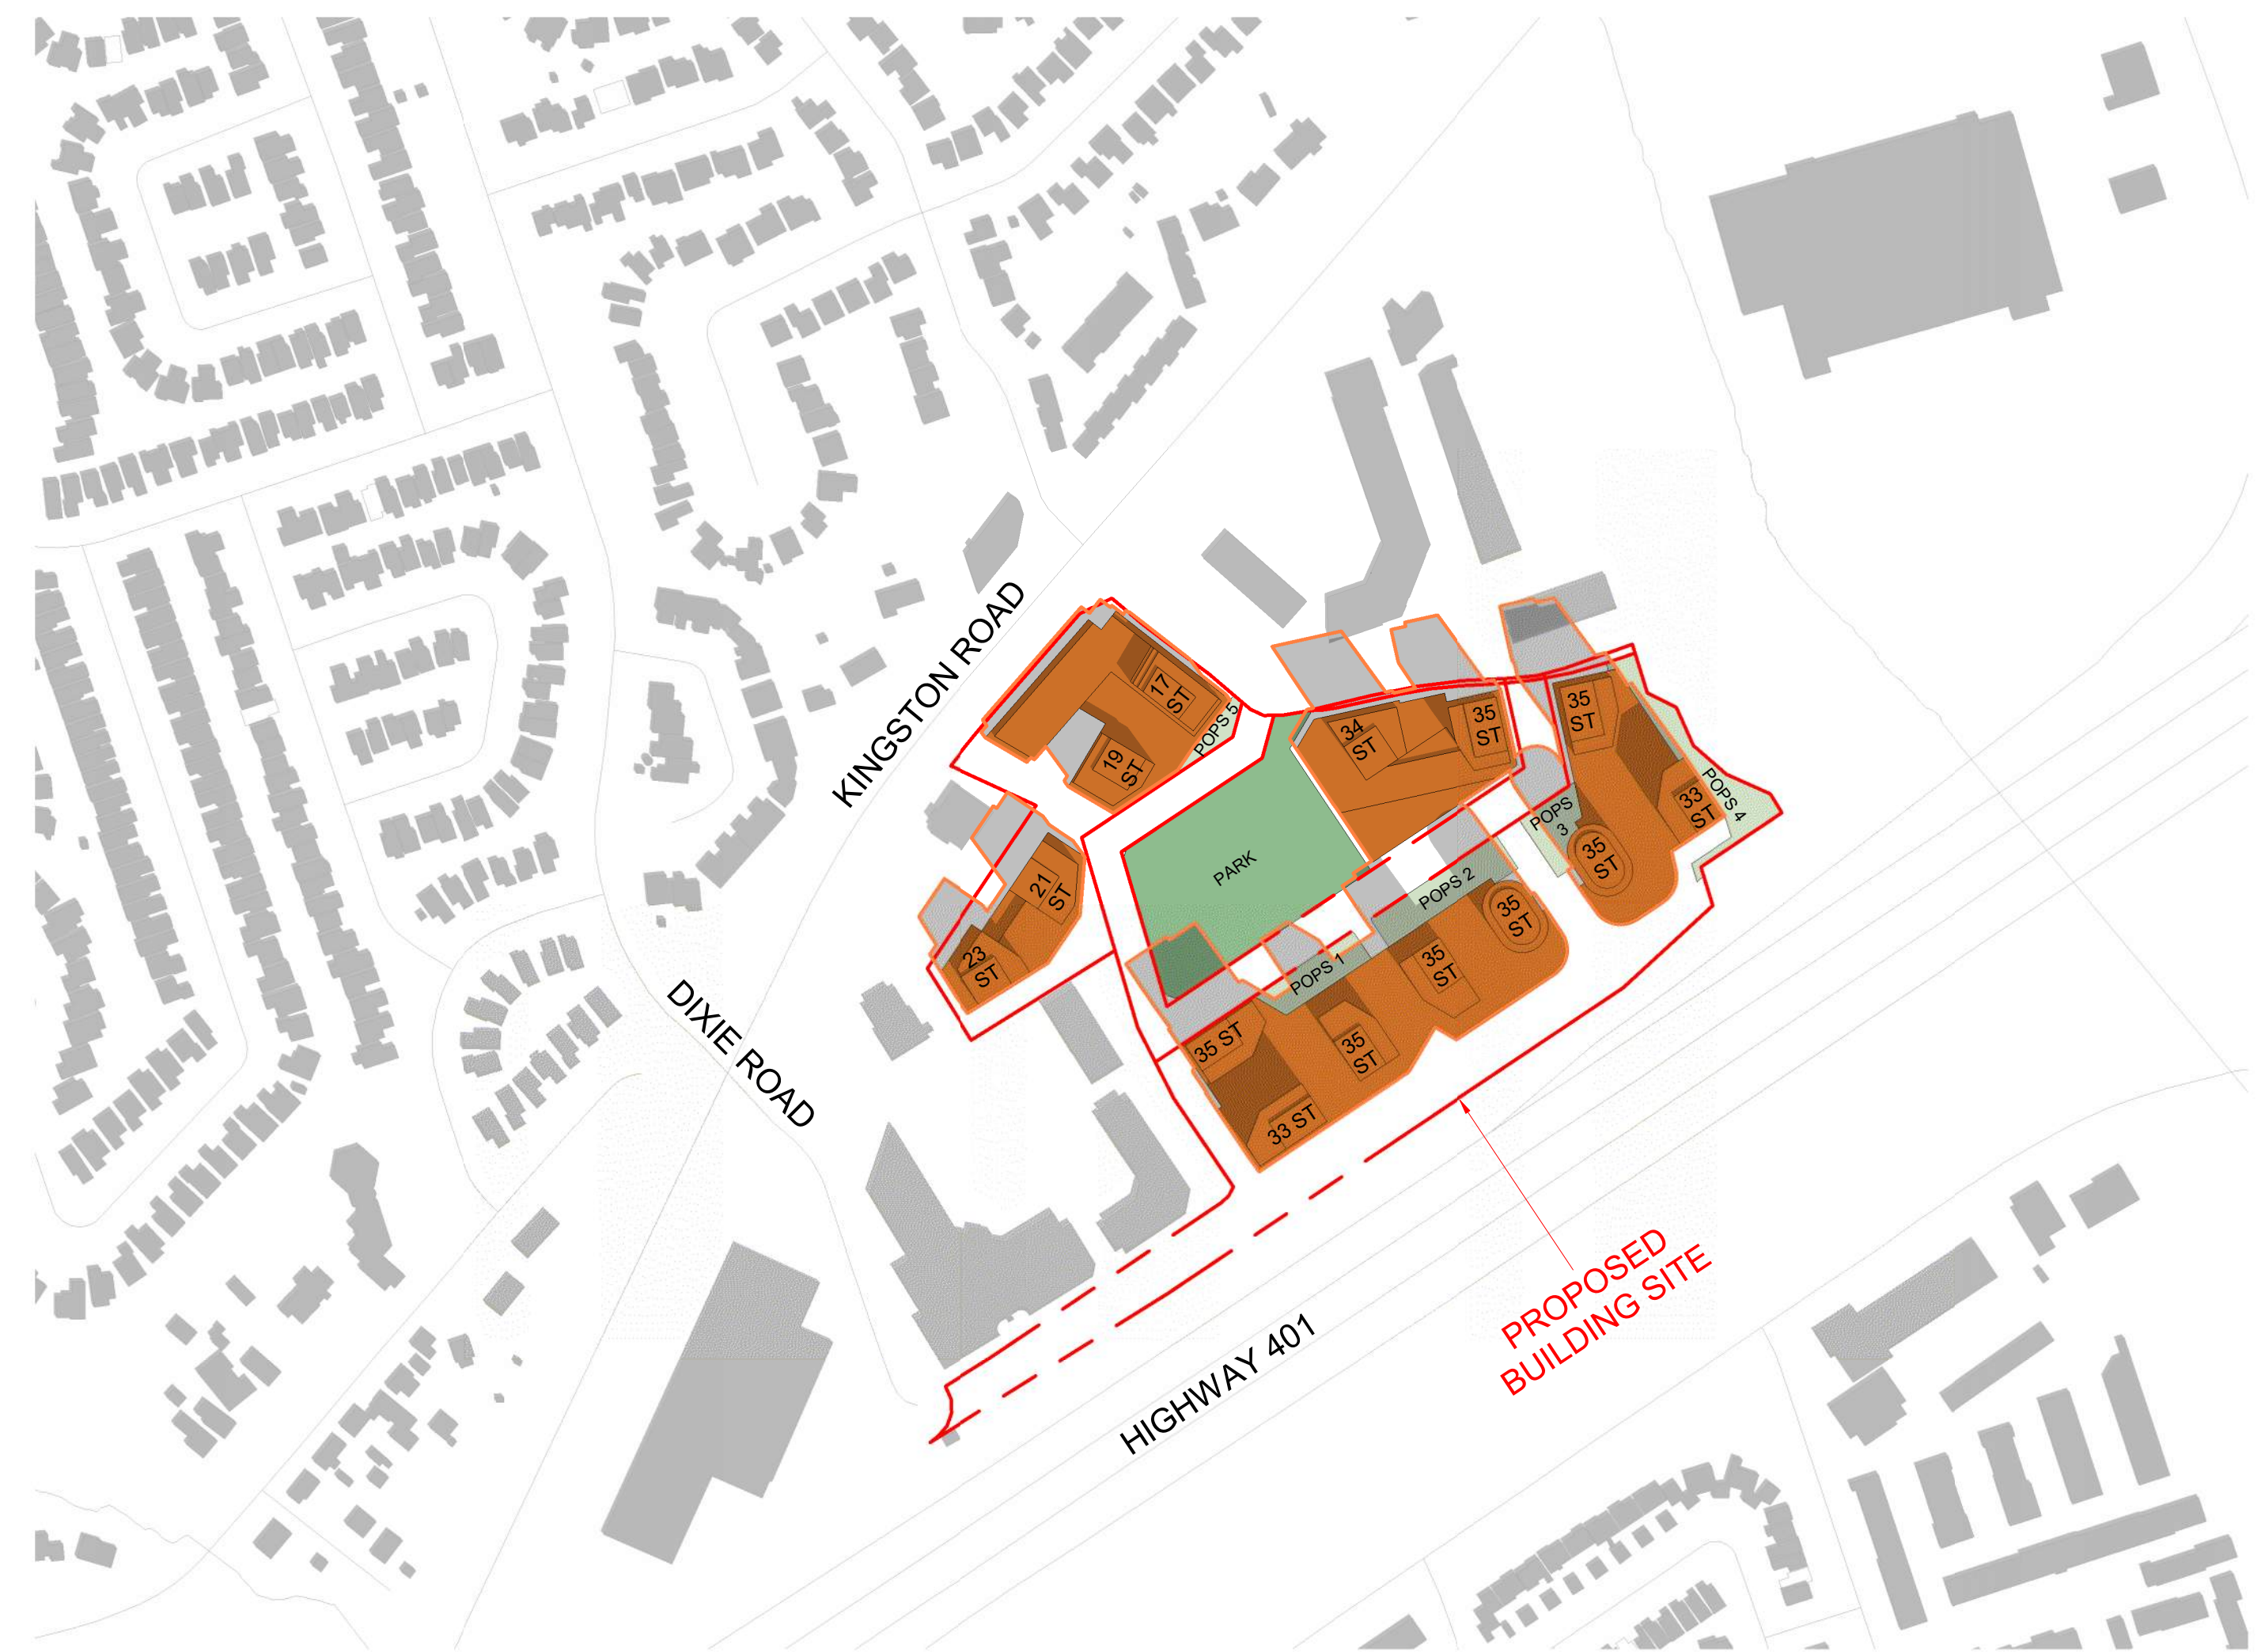 KINGSTON ROAD
17
ST
19
ST
POPS 5
34
ST
35
ST
35
ST
33
ST
POPS 4
POPS
3
35
ST
PARK
POPS 2
35
ST
21
ST
23
ST
POPS 1
35
ST
35 ST
35
ST
33 ST
DIXIE ROAD
HIGHWAY 401
PROPOSED
BUILDING SITE